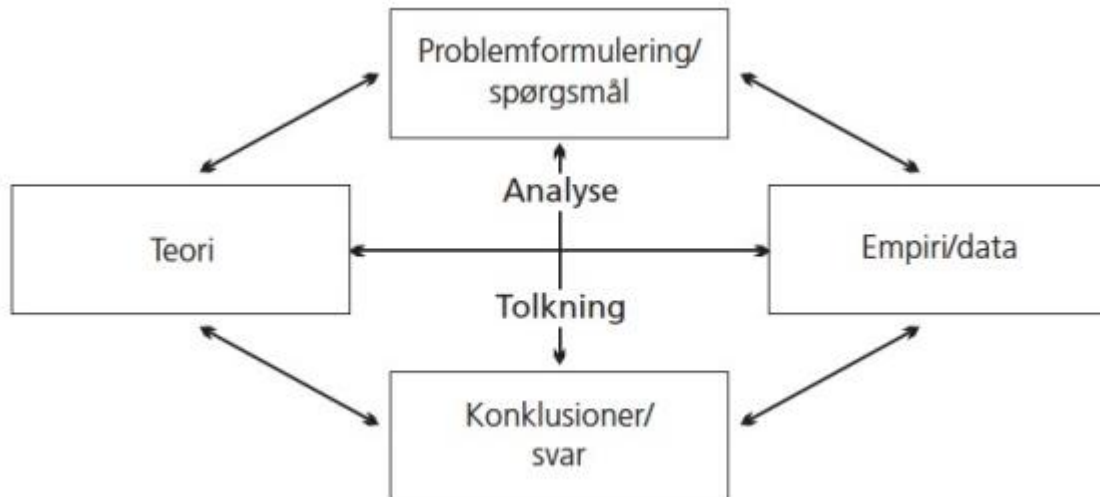 Problemformulering/
spørgsmål
Analyse
Teori
Empiri/data
Tolkning
Konklusioner/
svar